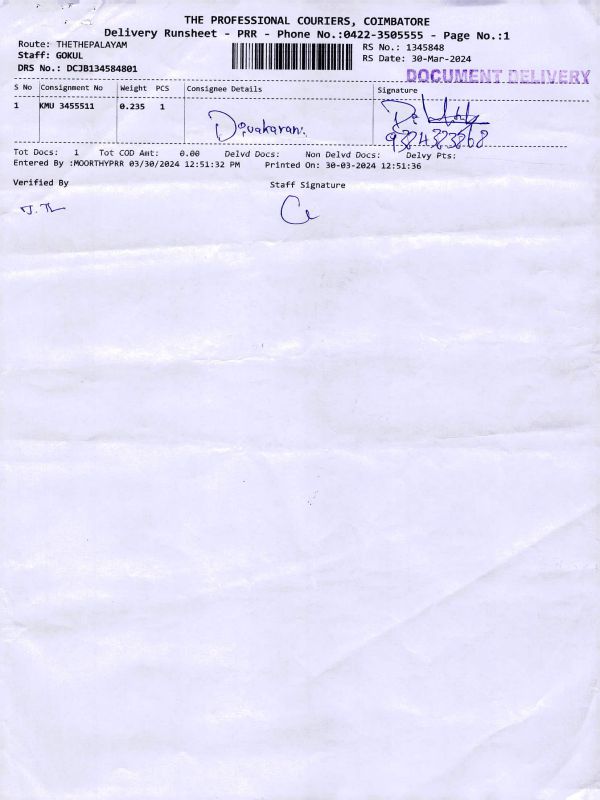 THE PROFESSIONAL COURIERS, COIMBATORE
Delivery Runsheet - PRR - Phone No.:0422-3505555 - Page No.:1
Route: THETHEPALAYAM
RS No.: 1345848
Staff: GOKUL
RS Date: 30-Mar-2024
DRS No.: DCJB134584801
DOCUMENT DELIVERY
S No Consignment No Weight PCS Consignee Details Signature
1 KMU 3455511 0.235 1
Devakaran.
Tot Docs: 1 Tot COD Amt: 0.00 Delvd Docs: Non Delvd Docs: Delvy Pts:
Entered By :MOORTHYPRR 03/30/2024 12:51:32 PM Printed On: 30-03-2024 12:51:36
Verified By Staff Signature